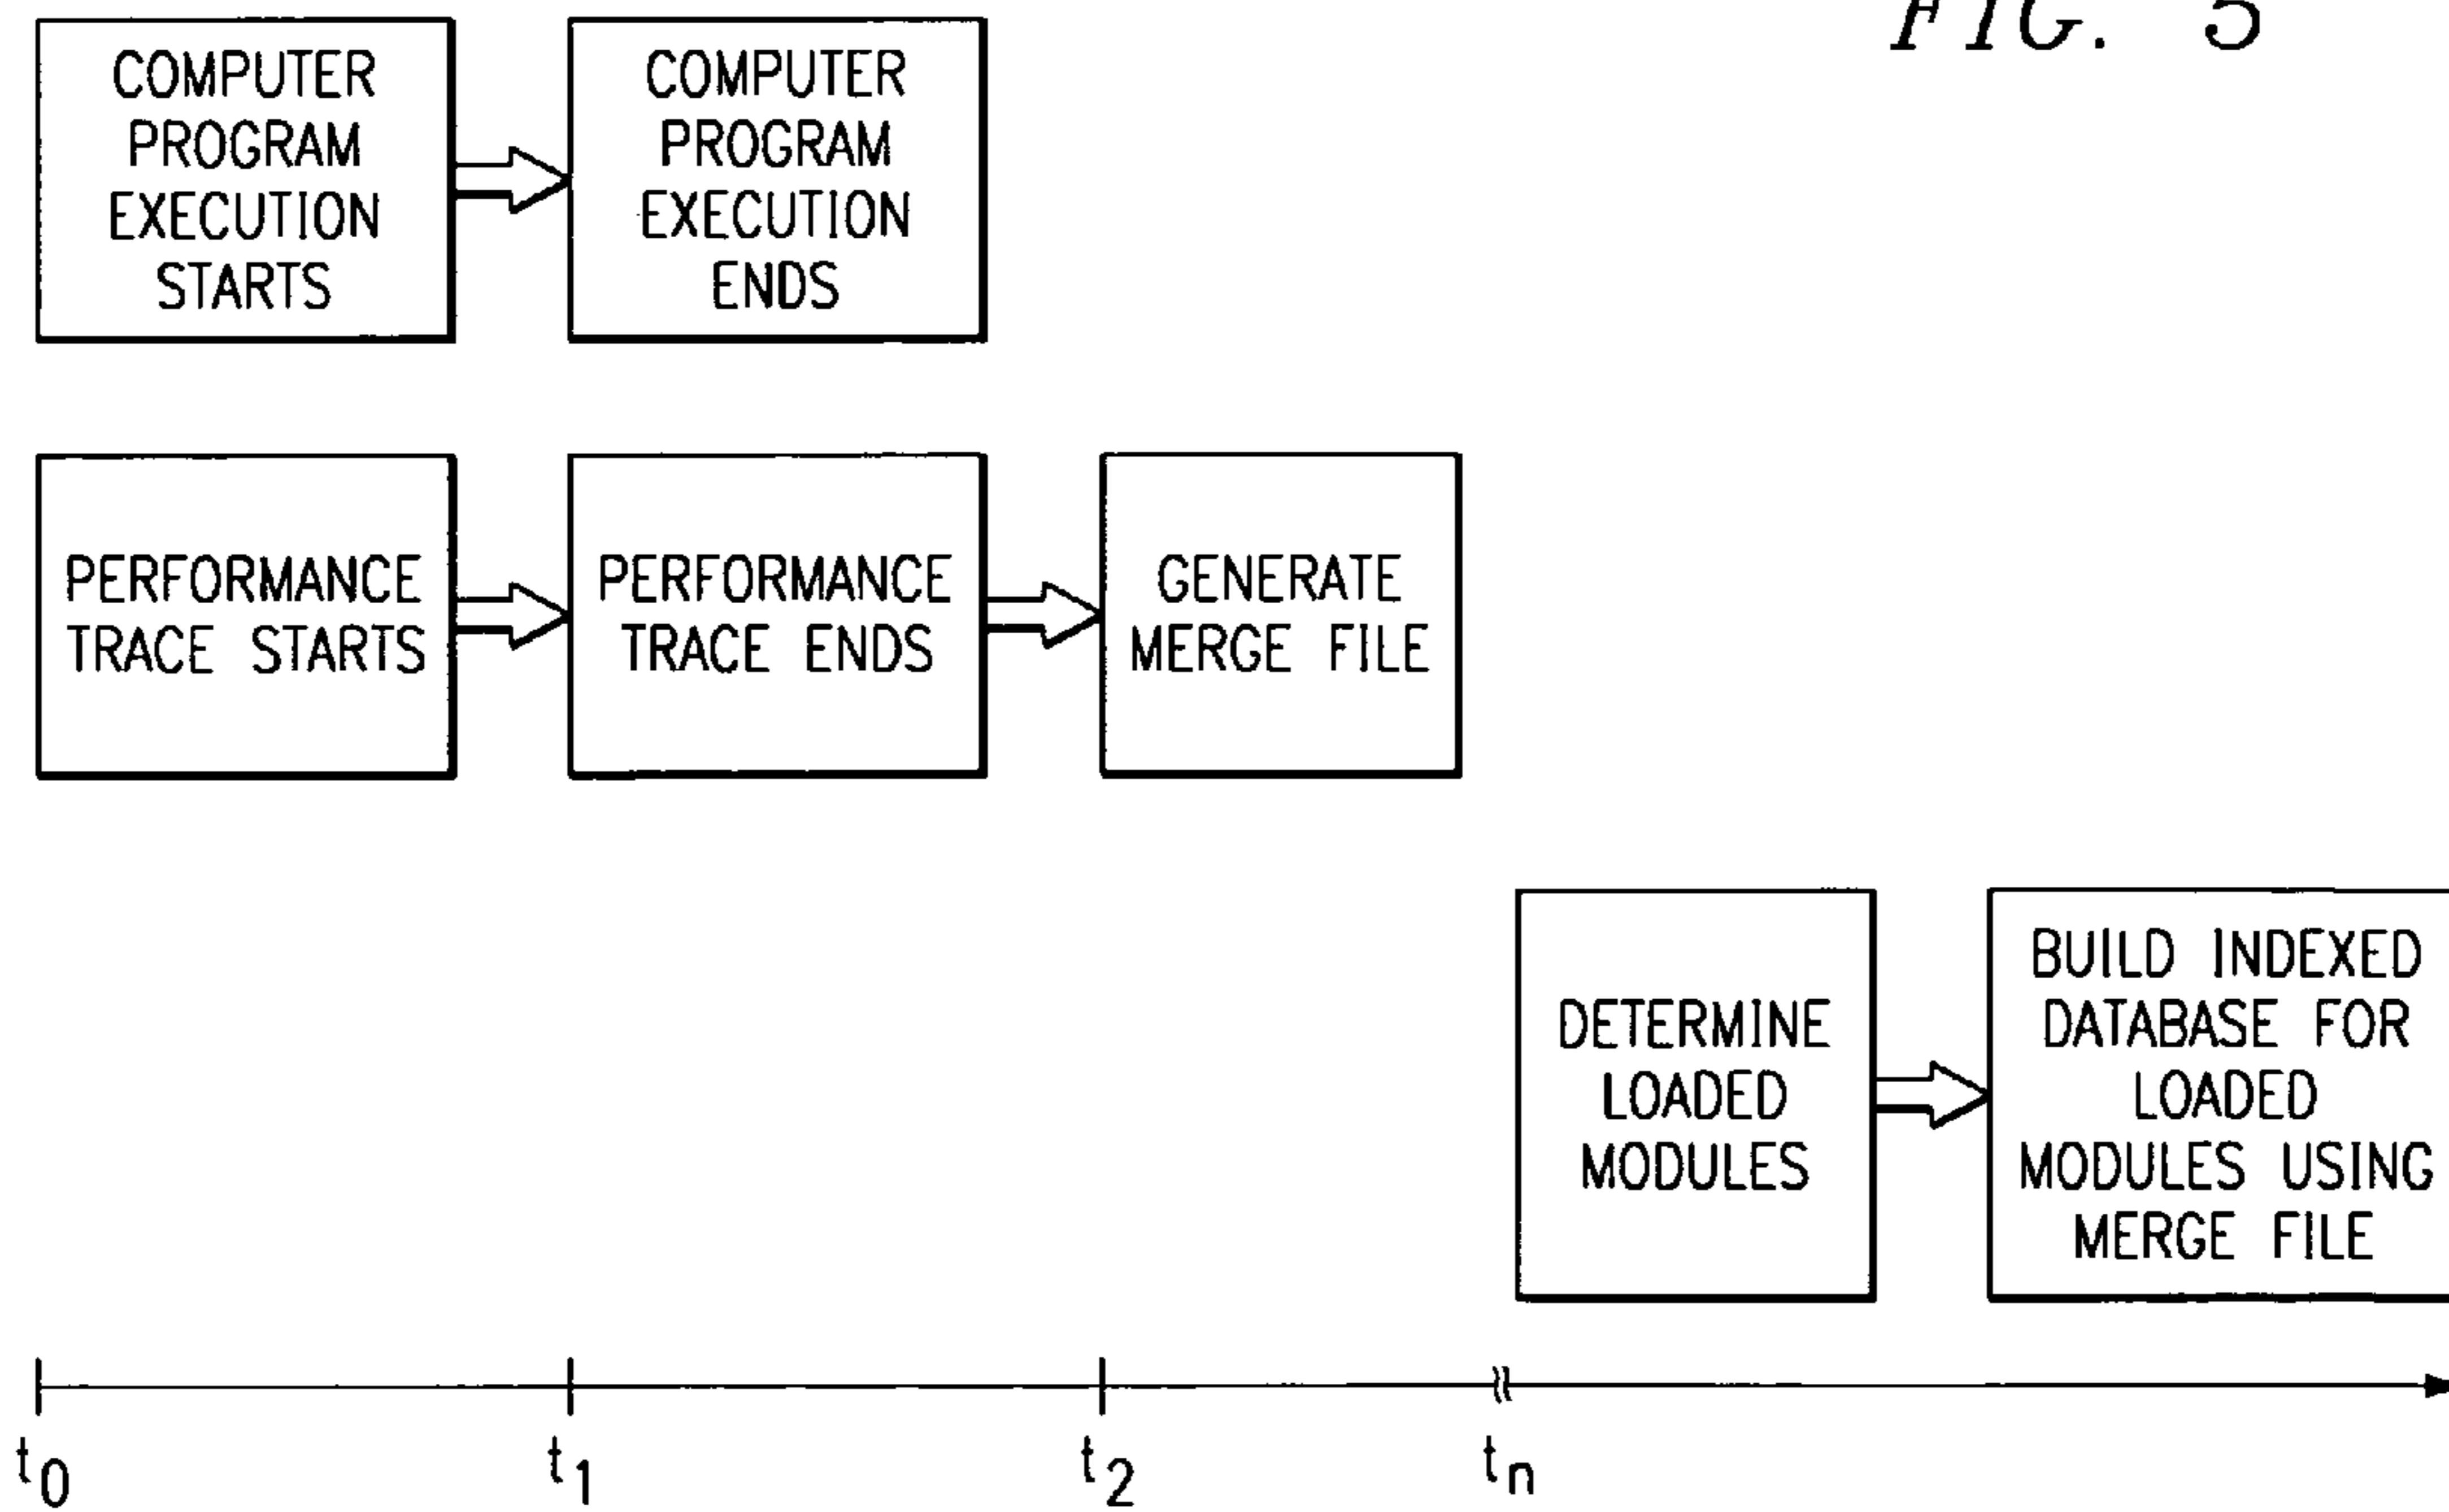 FIG. 5
COMPUTER
PROGRAM
EXECUTION
STARTS
COMPUTER
PROGRAM
EXECUTION
ENDS
PERFORMANCE
TRACE STARTS
PERFORMANCE
TRACE ENDS
GENERATE
MERGE FILE
DETERMINE
LOADED
MODULES
BUILD INDEXED
DATABASE FOR
LOADED
MODULES USING
MERGE FILE
t0
t1
t2
tn